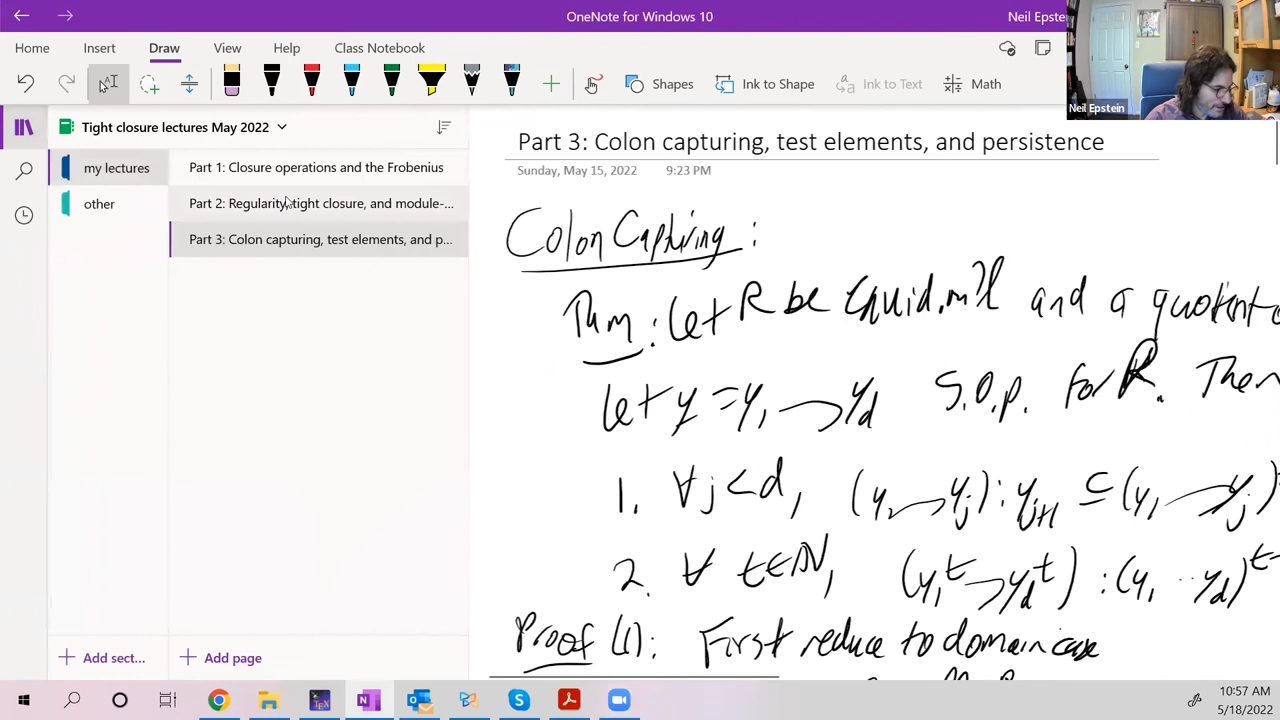 OneNote for Windows 10
Neil Epste
Home Insert Draw View Help Class Notebook
Shapes Ink to Shape Ink to Text Math
Neil Epstein
Tight closure lectures May 2022
my lectures
other
Part 1: Closure operations and the Frobenius
Part 2: Regularity, tight closure, and module-...
Part 3: Colon capturing, test elements, and p...
Add sect...
Add page
Part 3: Colon capturing, test elements, and persistence
Sunday, May 15, 2022 9:23 PM
Colon Capturing:
Thm: Let R be equid.m'l and a quotient
let y = y1 → yd S.O.p. for R. Then
1. ∀j<d, (y1 → yj) : yj+1 ⊆ (y1, → yj)
2. ∀ t∈ℕ, (y1^t → yd^t) : (y1 ... yd)^t-
Proof (1): First reduce to domain case
10:57 AM
5/18/2022